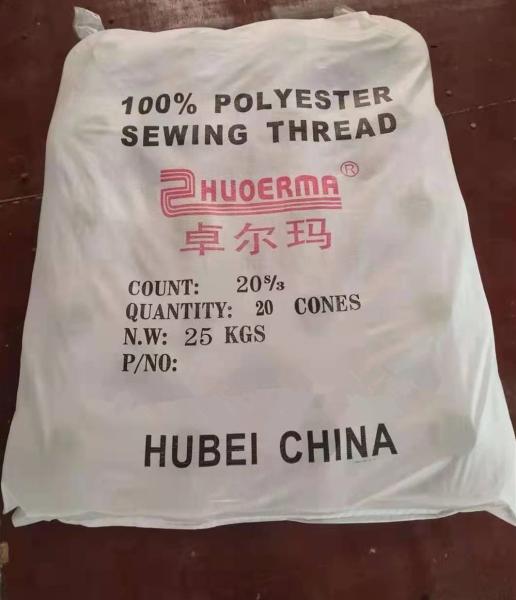 100% POLYESTER
SEWING THREAD
ZHUOERMA®
卓尔玛
COUNT: 20ˢ/₃
QUANTITY: 20 CONES
N.W: 25 KGS
P/NO:
HUBEI CHINA